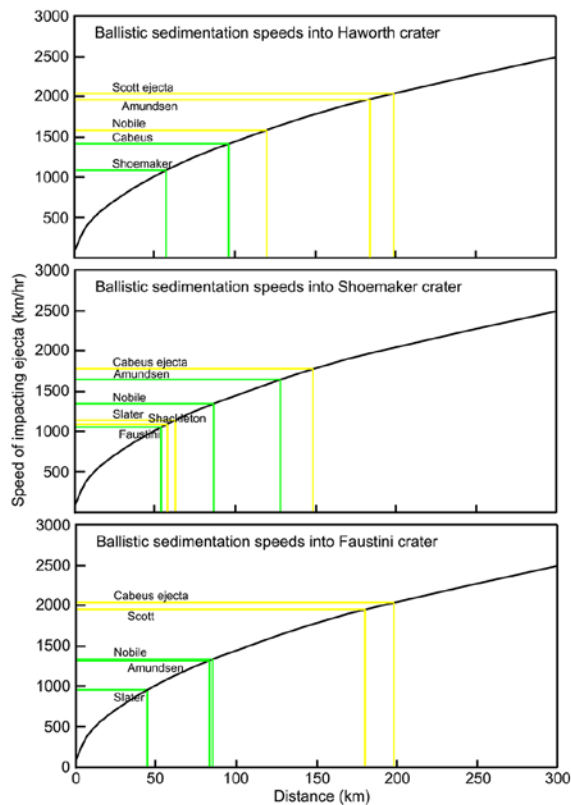 3000
Ballistic sedimentation speeds into Haworth crater
2500
Scott ejecta
2000
Amundsen
Nobile
1500
Cabeus
Shoemaker
1000
500
3000
Ballistic sedimentation speeds into Shoemaker crater
2500
2000
Cabeus ejecta
Amundsen
1500
Nobile
Slater
Shackleton
1000
Faustini
500
Speed of impacting ejecta (km/hr)
3000
Ballistic sedimentation speeds into Faustini crater
2500
Cabeus ejecta
2000
Scott
1500
Nobile
Amundsen
1000
Slater
500
0
0 50 100 150 200 250 300
Distance (km)